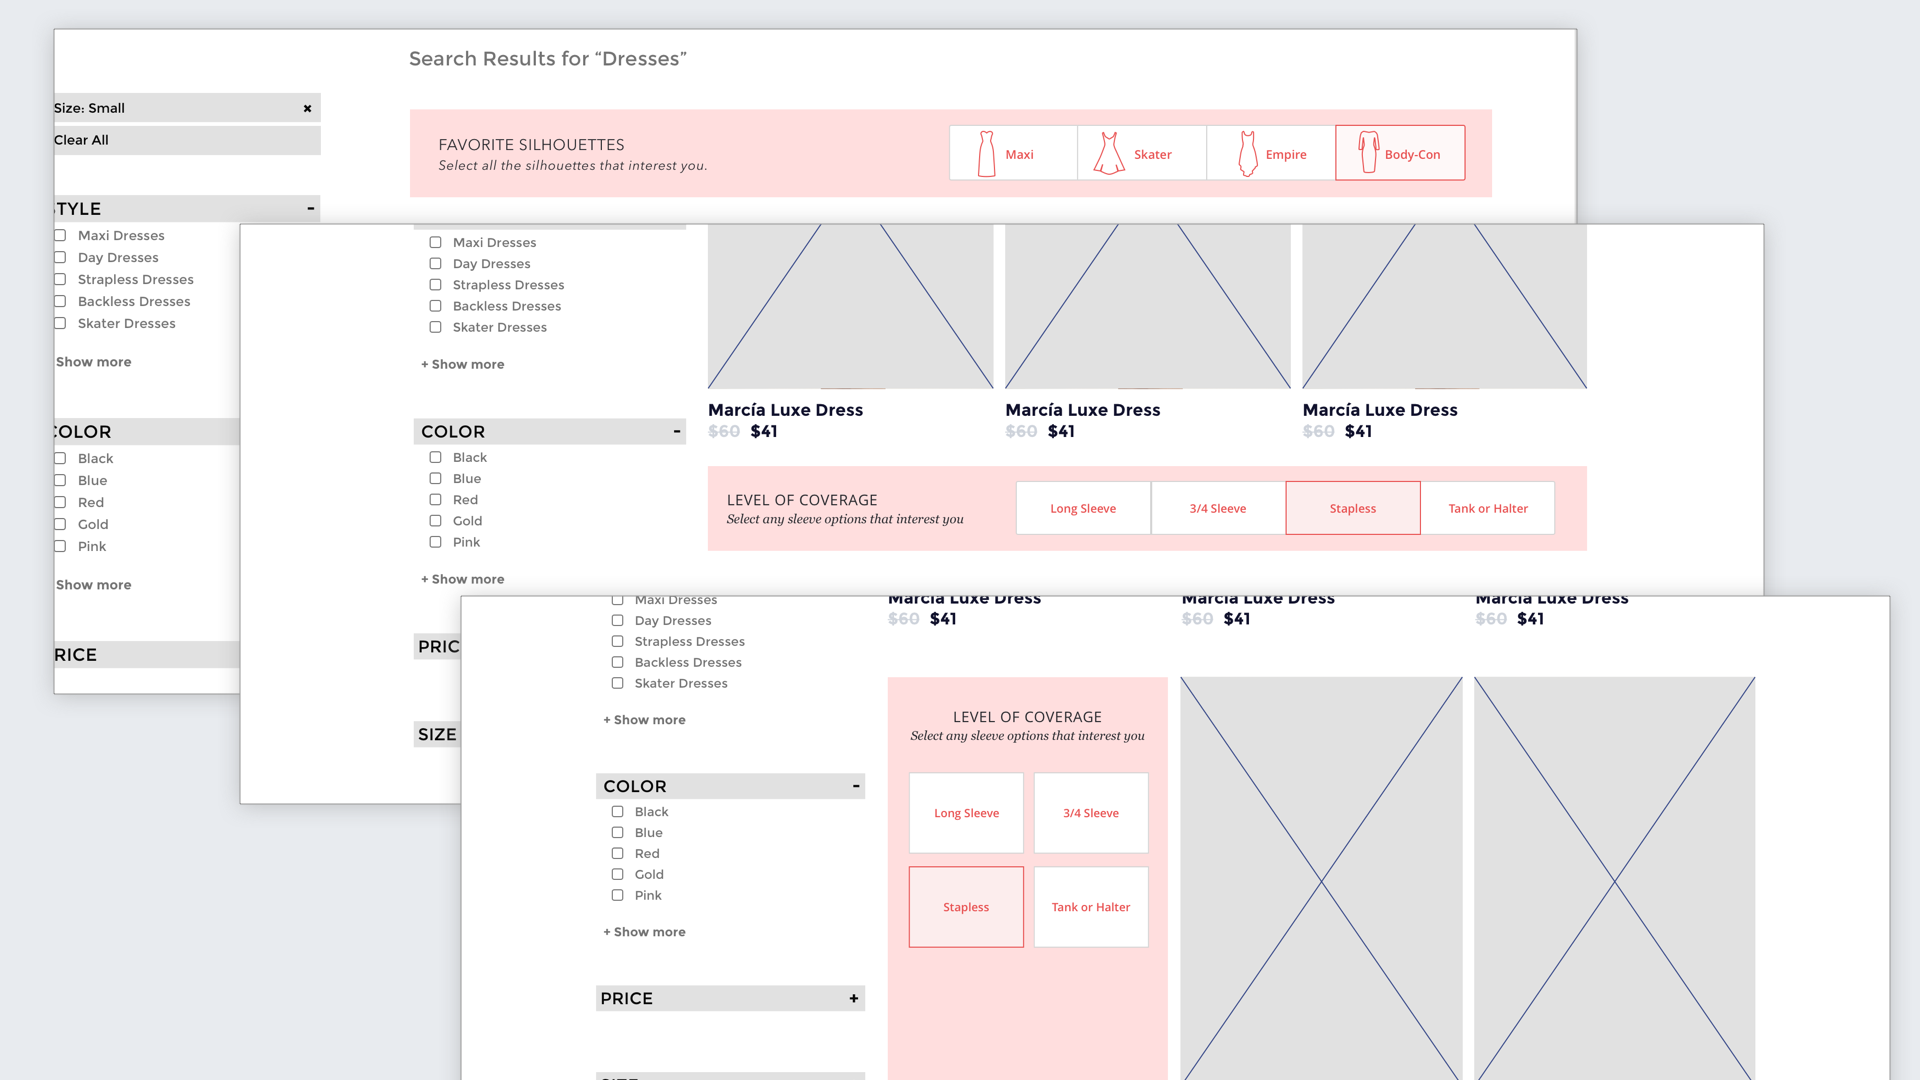 Search Results for “Dresses”
Size: Small ✖
Clear All
FAVORITE SILHOUETTES
Select all the silhouettes that interest you.
Maxi
Skater
Empire
Body-Con
TYLE -
Maxi Dresses
Day Dresses
Strapless Dresses
Backless Dresses
Skater Dresses
Show more
COLOR
Black
Blue
Red
Gold
Pink
Show more
RICE
Maxi Dresses
Day Dresses
Strapless Dresses
Backless Dresses
Skater Dresses
+ Show more
COLOR -
Black
Blue
Red
Gold
Pink
+ Show more
PRIC
SIZE
Marcía Luxe Dress
$60 $41
Marcía Luxe Dress
$60 $41
Marcía Luxe Dress
$60 $41
LEVEL OF COVERAGE
Select any sleeve options that interest you
Long Sleeve
3/4 Sleeve
Stapless
Tank or Halter
Maxi Dresses
Day Dresses
Strapless Dresses
Backless Dresses
Skater Dresses
+ Show more
COLOR -
Black
Blue
Red
Gold
Pink
+ Show more
PRICE +
Marcía Luxe Dress
$60 $41
Marcía Luxe Dress
$60 $41
Marcía Luxe Dress
$60 $41
LEVEL OF COVERAGE
Select any sleeve options that interest you
Long Sleeve
3/4 Sleeve
Stapless
Tank or Halter